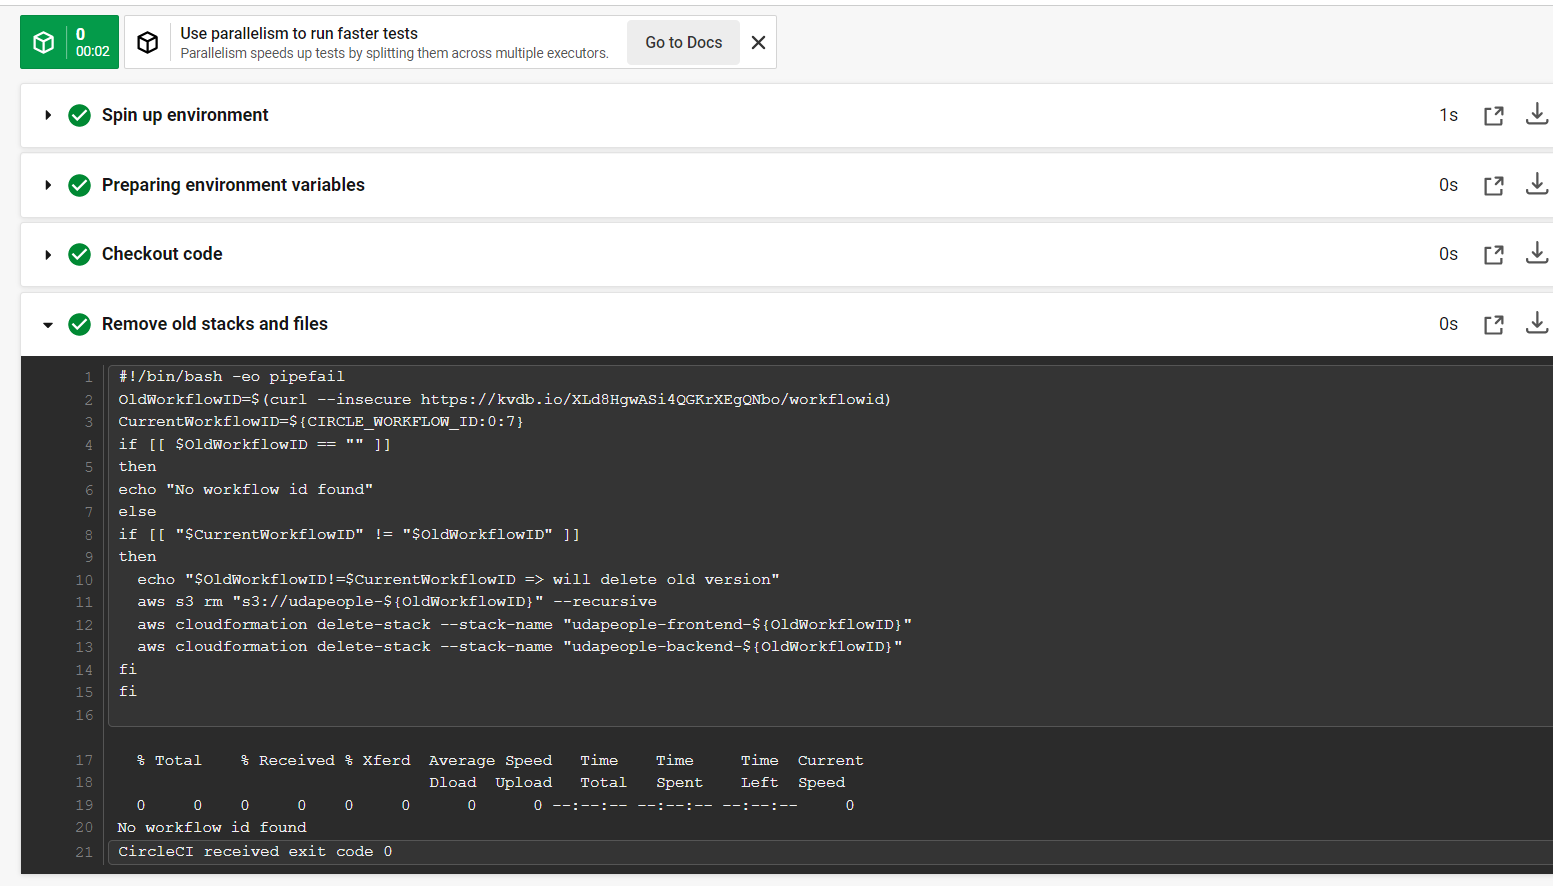 0
00:02
Use parallelism to run faster tests
Parallelism speeds up tests by splitting them across multiple executors.
Go to Docs
Spin up environment
1s
Preparing environment variables
0s
Checkout code
0s
Remove old stacks and files
0s
1 #!/bin/bash -eo pipefail
2 OldWorkflowID=$(curl --insecure https://kvdb.io/XLd8HgwASi4QGKrXEgQNbo/workflowid)
3 CurrentWorkflowID=${CIRCLE_WORKFLOW_ID:0:7}
4 if [[ $OldWorkflowID == "" ]]
5 then
6 echo "No workflow id found"
7 else
8 if [[ "$CurrentWorkflowID" != "$OldWorkflowID" ]]
9 then
10 echo "$OldWorkflowID!=$CurrentWorkflowID => will delete old version"
11 aws s3 rm "s3://udapeople-${OldWorkflowID}" --recursive
12 aws cloudformation delete-stack --stack-name "udapeople-frontend-${OldWorkflowID}"
13 aws cloudformation delete-stack --stack-name "udapeople-backend-${OldWorkflowID}"
14 fi
15 fi
16
17 % Total % Received % Xferd Average Speed Time Time Time Current
18 Dload Upload Total Spent Left Speed
19 0 0 0 0 0 0 0 0 --:--:-- --:--:-- --:--:-- 0
20 No workflow id found
21 CircleCI received exit code 0